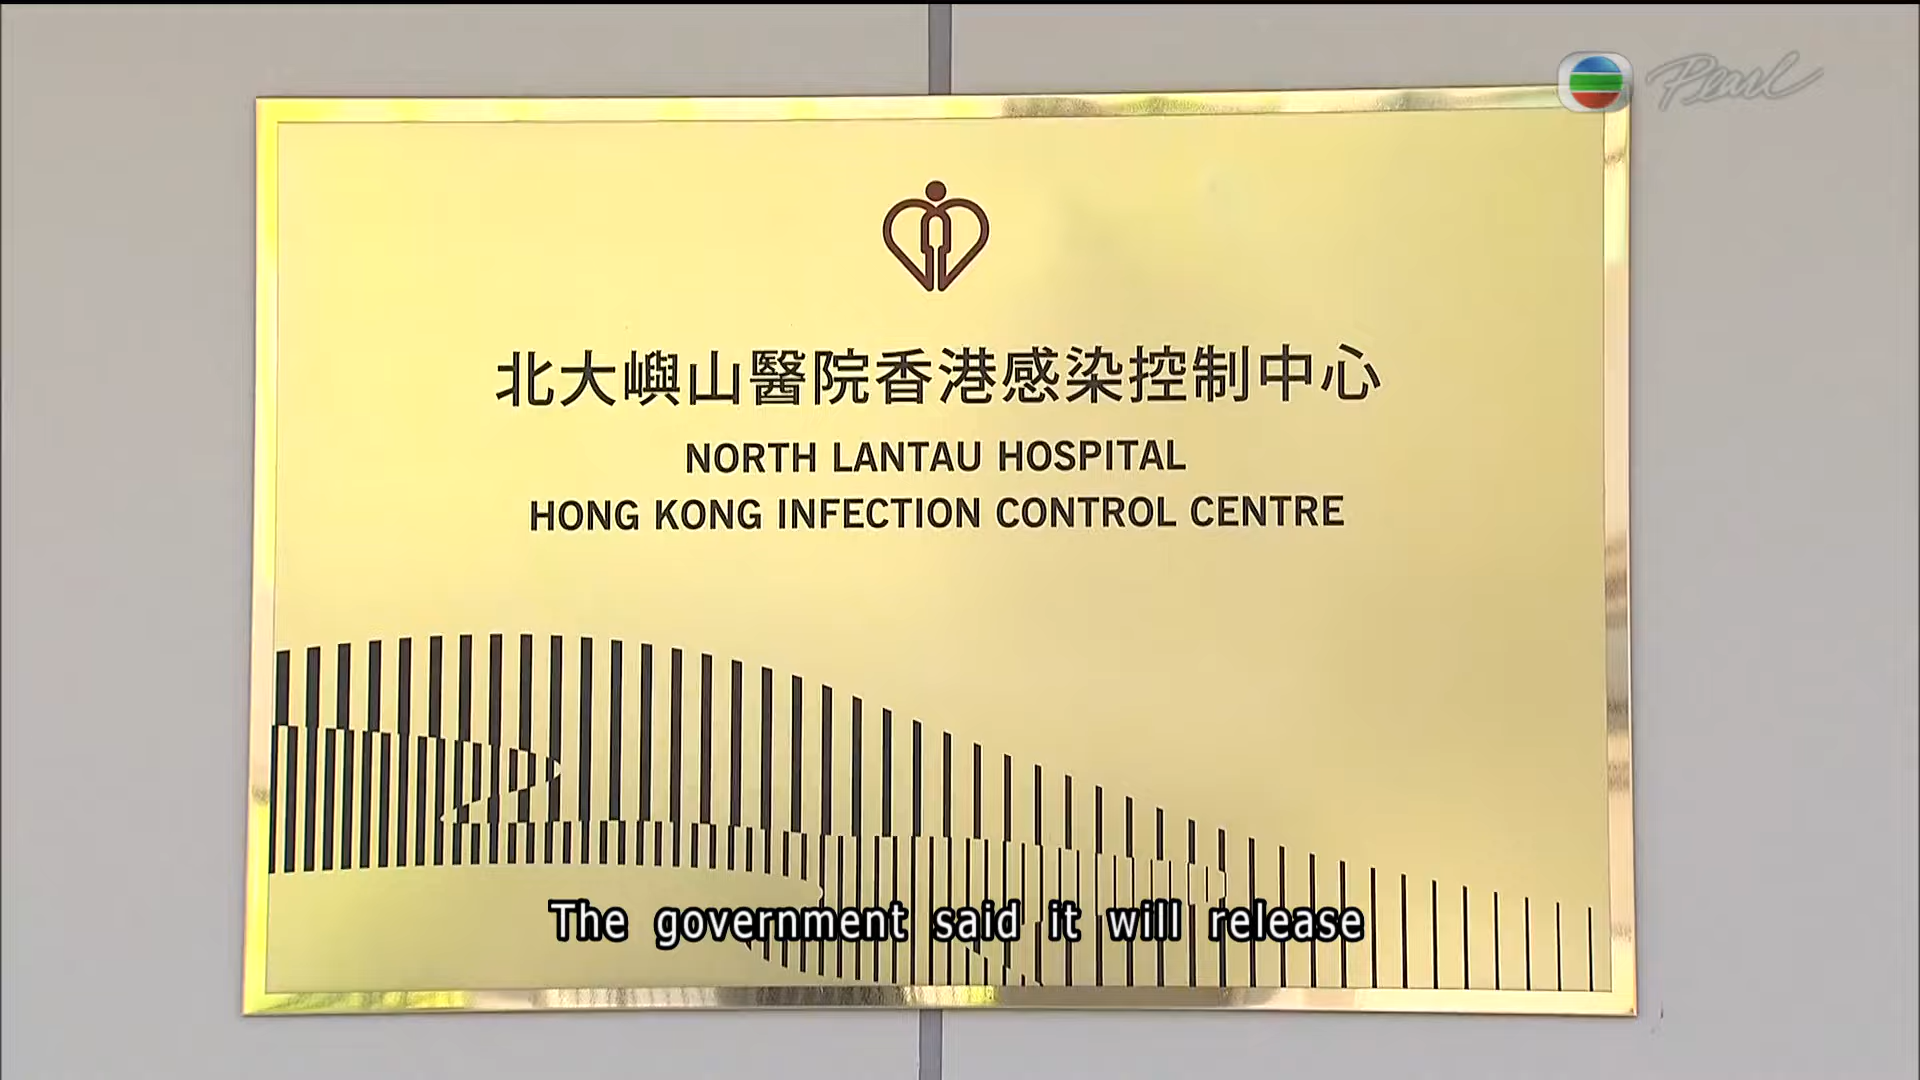 Pearl
北大嶼山醫院香港感染控制中心
NORTH LANTAU HOSPITAL
HONG KONG INFECTION CONTROL CENTRE
The government said it will release